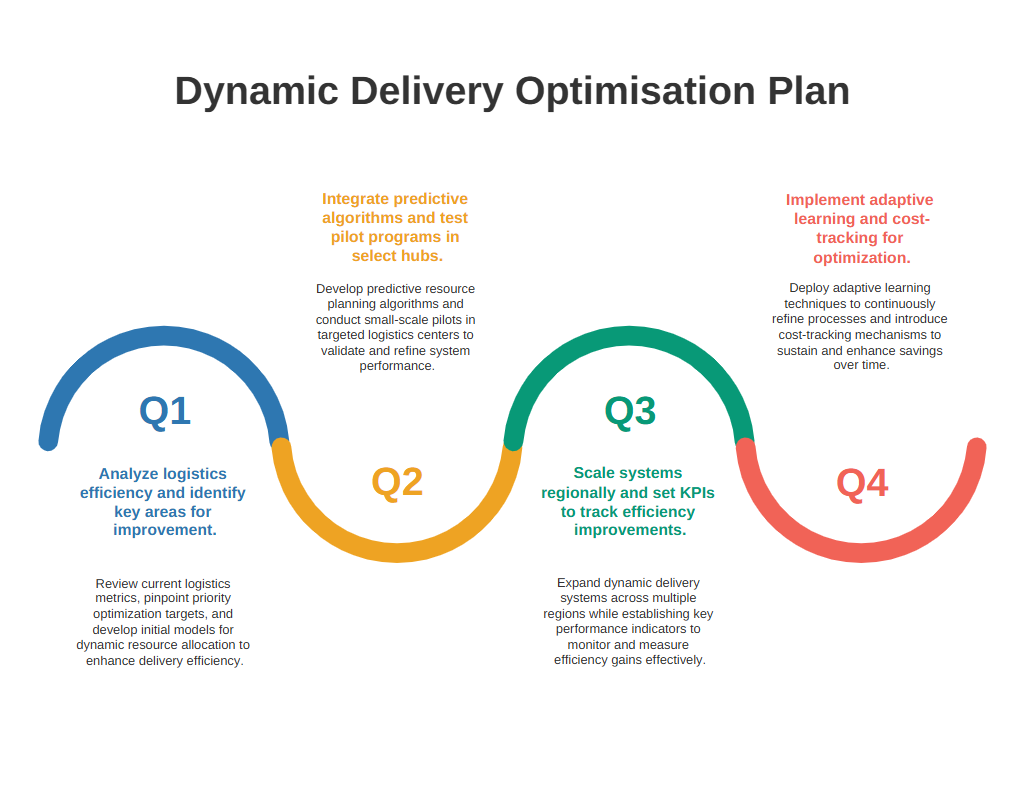 Dynamic Delivery Optimisation Plan
Q1
Analyze logistics
efficiency and identify
key areas for
improvement.
Review current logistics
metrics, pinpoint priority
optimization targets, and
develop initial models for
dynamic resource allocation to
enhance delivery efficiency.
Integrate predictive
algorithms and test
pilot programs in
select hubs.
Develop predictive resource
planning algorithms and
conduct small-scale pilots in
targeted logistics centers to
validate and refine system
performance.
Q2
Q3
Scale systems
regionally and set KPIs
to track efficiency
improvements.
Expand dynamic delivery
systems across multiple
regions while establishing key
performance indicators to
monitor and measure
efficiency gains effectively.
Implement adaptive
learning and cost-
tracking for
optimization.
Deploy adaptive learning
techniques to continuously
refine processes and introduce
cost-tracking mechanisms to
sustain and enhance savings
over time.
Q4